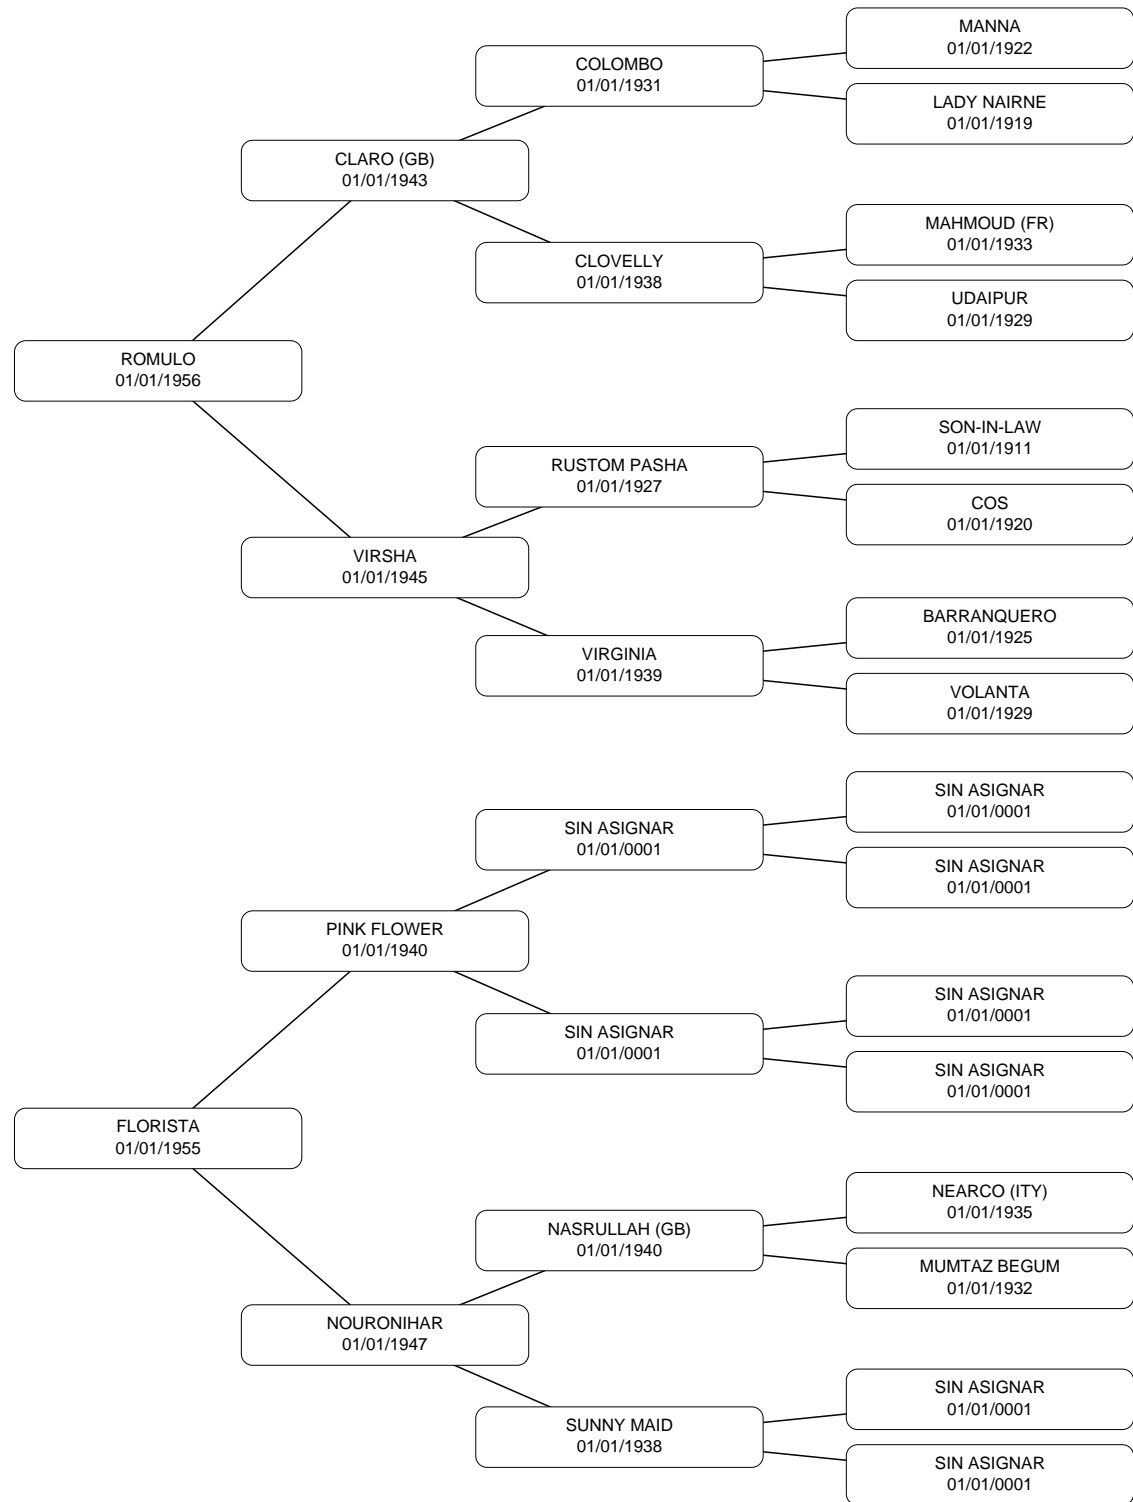 MANNA
01/01/1922
COLOMBO
01/01/1931
LADY NAIRNE
01/01/1919
CLARO (GB)
01/01/1943
MAHMOUD (FR)
01/01/1933
CLOVELLY
01/01/1938
UDAIPUR
01/01/1929
ROMULO
01/01/1956
SON-IN-LAW
01/01/1911
RUSTOM PASHA
01/01/1927
COS
01/01/1920
VIRSHA
01/01/1945
BARRANQUERO
01/01/1925
VIRGINIA
01/01/1939
VOLANTA
01/01/1929
SIN ASIGNAR
01/01/0001
SIN ASIGNAR
01/01/0001
SIN ASIGNAR
01/01/0001
PINK FLOWER
01/01/1940
SIN ASIGNAR
01/01/0001
SIN ASIGNAR
01/01/0001
SIN ASIGNAR
01/01/0001
FLORISTA
01/01/1955
NEARCO (ITY)
01/01/1935
NASRULLAH (GB)
01/01/1940
MUMTAZ BEGUM
01/01/1932
NOURONIHAR
01/01/1947
SIN ASIGNAR
01/01/0001
SUNNY MAID
01/01/1938
SIN ASIGNAR
01/01/0001